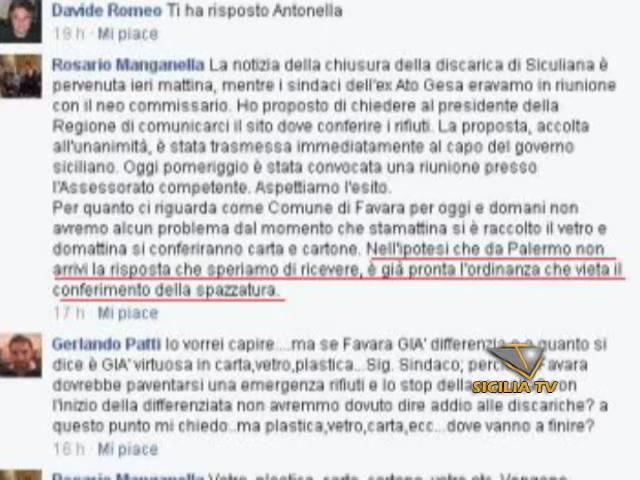 Davide Romeo Ti ha risposto Antonella
19 h · Mi piace
Rosario Manganella La notizia della chiusura della discarica di Siculiana è
pervenuta ieri mattina, mentre i sindaci dell'ex Ato Gesa eravamo in riunione
con il neo commissario. Ho proposto di chiedere al presidente della
Regione di comunicarci il sito dove conferire i rifiuti. La proposta, accolta
all'unanimità, è stata trasmessa immediatamente al capo del governo
siciliano. Oggi pomeriggio è stata convocata una riunione presso
l'Assessorato competente. Aspettiamo l'esito.
Per quanto ci riguarda come Comune di Favara per oggi e domani non
avremo alcun problema dal momento che stamattina si è raccolto il vetro e
domattina si conferiranno carta e cartone. Nell'ipotesi che da Palermo non
arrivi la risposta che speriamo di ricevere, è già pronta l'ordinanza che vieta il
conferimento della spazzatura.
17 h · Mi piace
Gerlando Patti Io vorrei capire....ma se Favara GIA' differenzia quanto si
dice è GIA' virtuosa in carta,vetro,plastica...Sig. Sindaco; Favara
dovrebbe paventarsi una emergenza rifiuti e lo stop della con
l'inizio della differenziata non avremmo dovuto dire addio alle discariche? a
questo punto mi chiedo..ma plastica,vetro,carta,ecc...dove vanno a finire?
16 h · Mi piace
SICILIA TV
Rosario Manganella Vetro, plastica, carta, cartone,